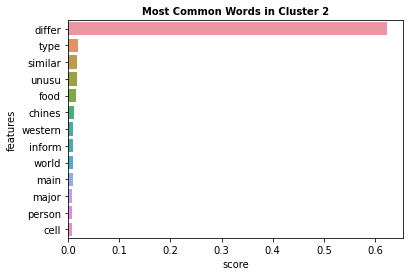 Most Common Words in Cluster 2
differ
type
similar
unusu
food
chines
western
inform
world
main
major
person
cell
features
0.0 0.1 0.2 0.3 0.4 0.5 0.6
score